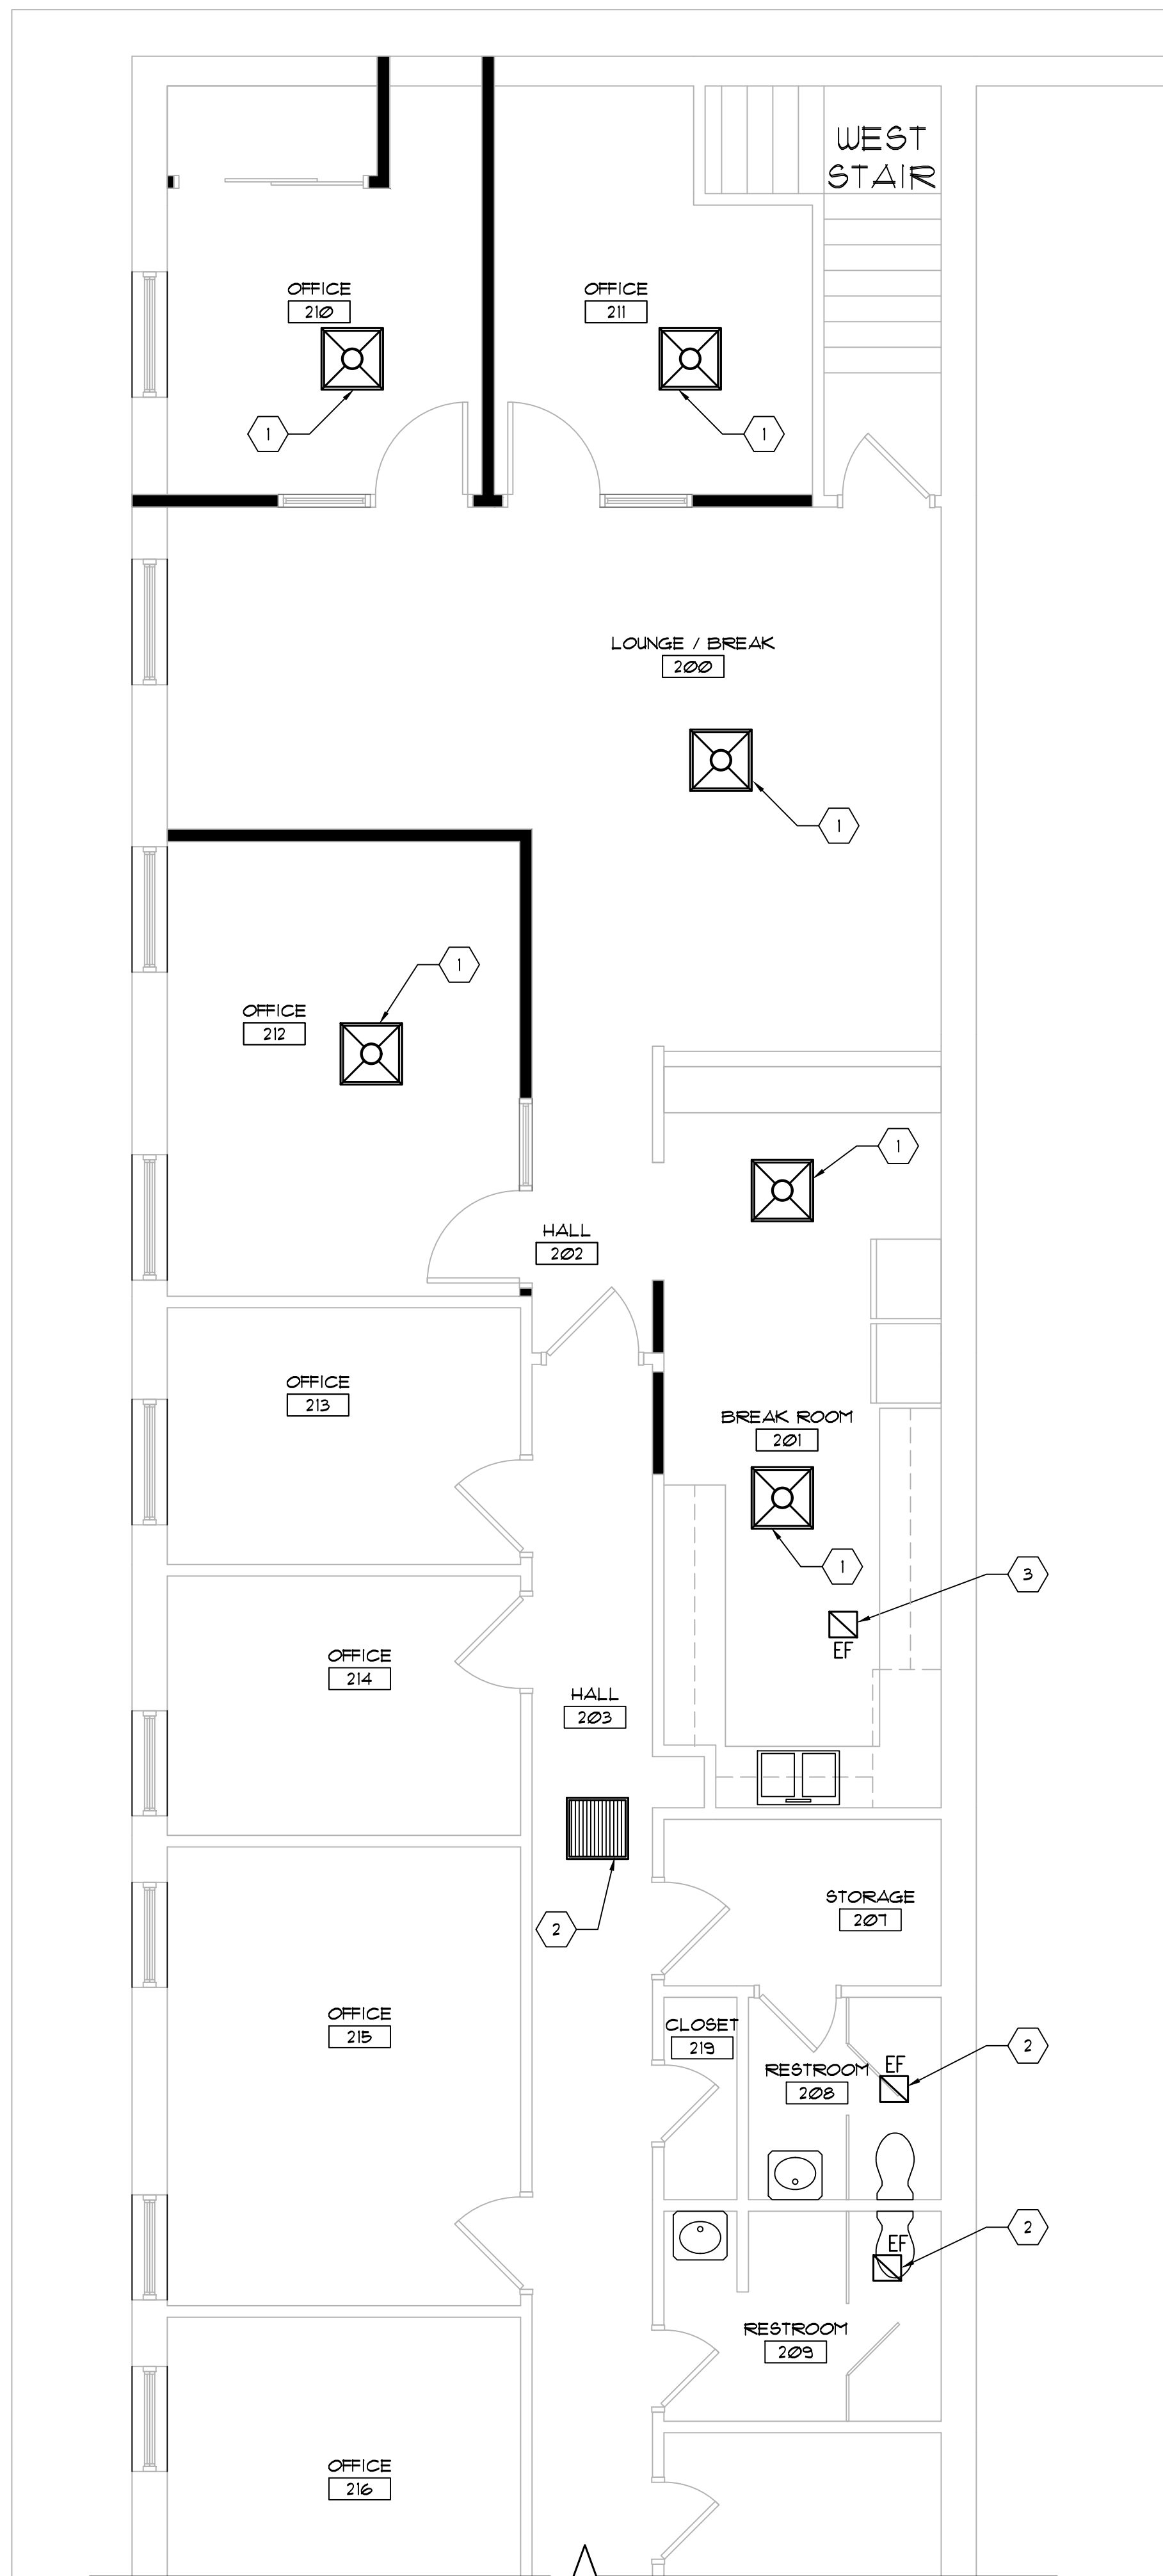 WEST
STAIR
OFFICE
210
OFFICE
211
1
1
LOUNGE / BREAK
200
1
1
OFFICE
212
1
HALL
202
OFFICE
213
BREAK ROOM
201
1
3
EF
OFFICE
214
HALL
203
STORAGE
207
2
OFFICE
215
CLOSET
219
2
EF
RESTROOM
208
2
EF
RESTROOM
209
OFFICE
216